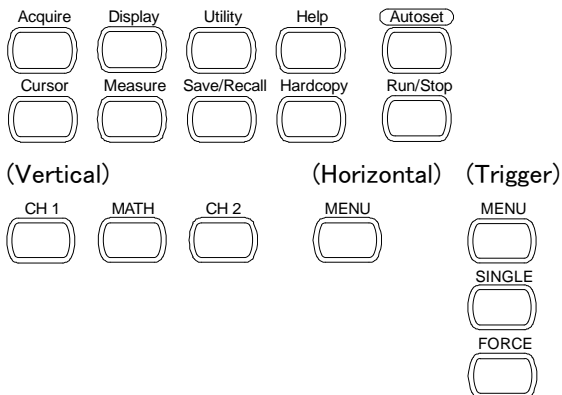 Acquire Display Utility Help Autoset
Cursor Measure Save/Recall Hardcopy Run/Stop
(Vertical) (Horizontal) (Trigger)
CH 1 MATH CH 2 MENU MENU
SINGLE
FORCE